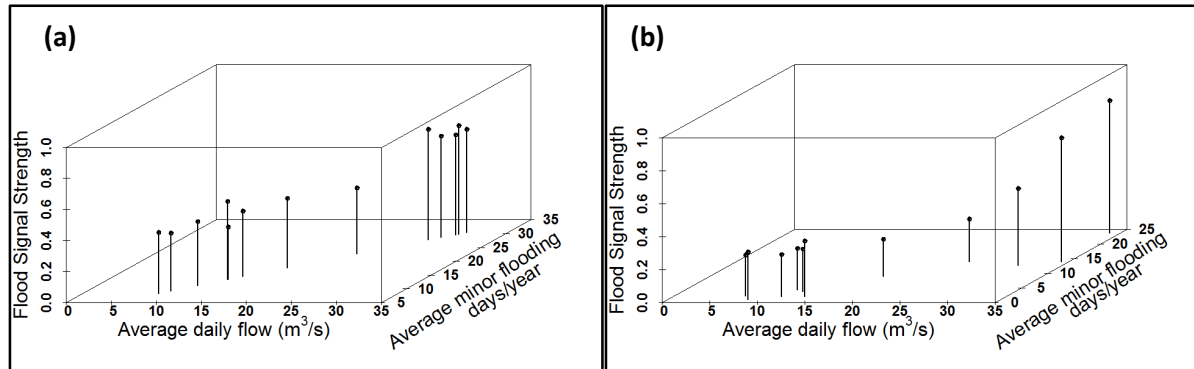 (a)
Flood Signal Strength
0.0 0.2 0.4 0.6 0.8 1.0
0 5 10 15 20 25 30 35
Average daily flow (m³/s)
5 10 15 20 25 30 35
Average minor flooding
days/year
(b)
Flood Signal Strength
0.0 0.2 0.4 0.6 0.8 1.0
0 5 10 15 20 25 30 35
Average daily flow (m³/s)
0 5 10 15 20 25
Average minor flooding
days/year